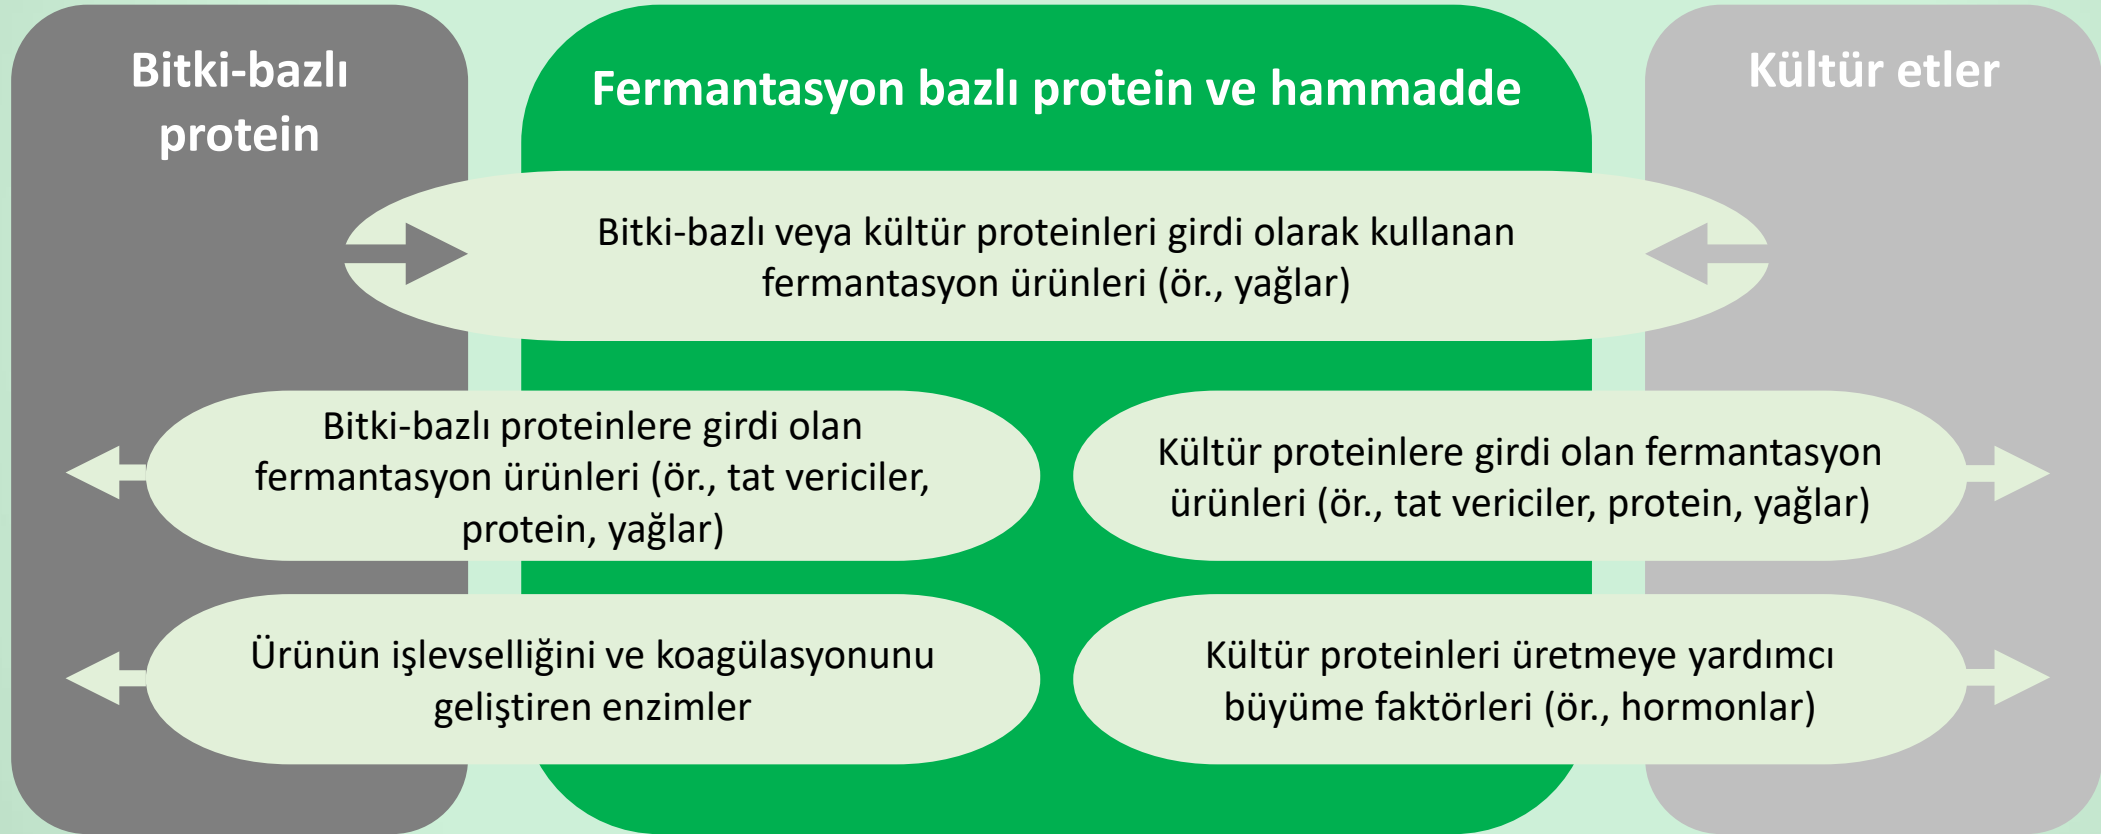 Bitki-bazlı
protein
Fermantasyon bazlı protein ve hammadde
Kültür etler
Bitki-bazlı veya kültür proteinleri girdi olarak kullanan
fermantasyon ürünleri (ör., yağlar)
Bitki-bazlı proteinlere girdi olan
fermantasyon ürünleri (ör., tat vericiler,
protein, yağlar)
Kültür proteinlere girdi olan fermantasyon
ürünleri (ör., tat vericiler, protein, yağlar)
Ürünün işlevselliğini ve koagülasyonunu
geliştiren enzimler
Kültür proteinleri üretmeye yardımcı
büyüme faktörleri (ör., hormonlar)